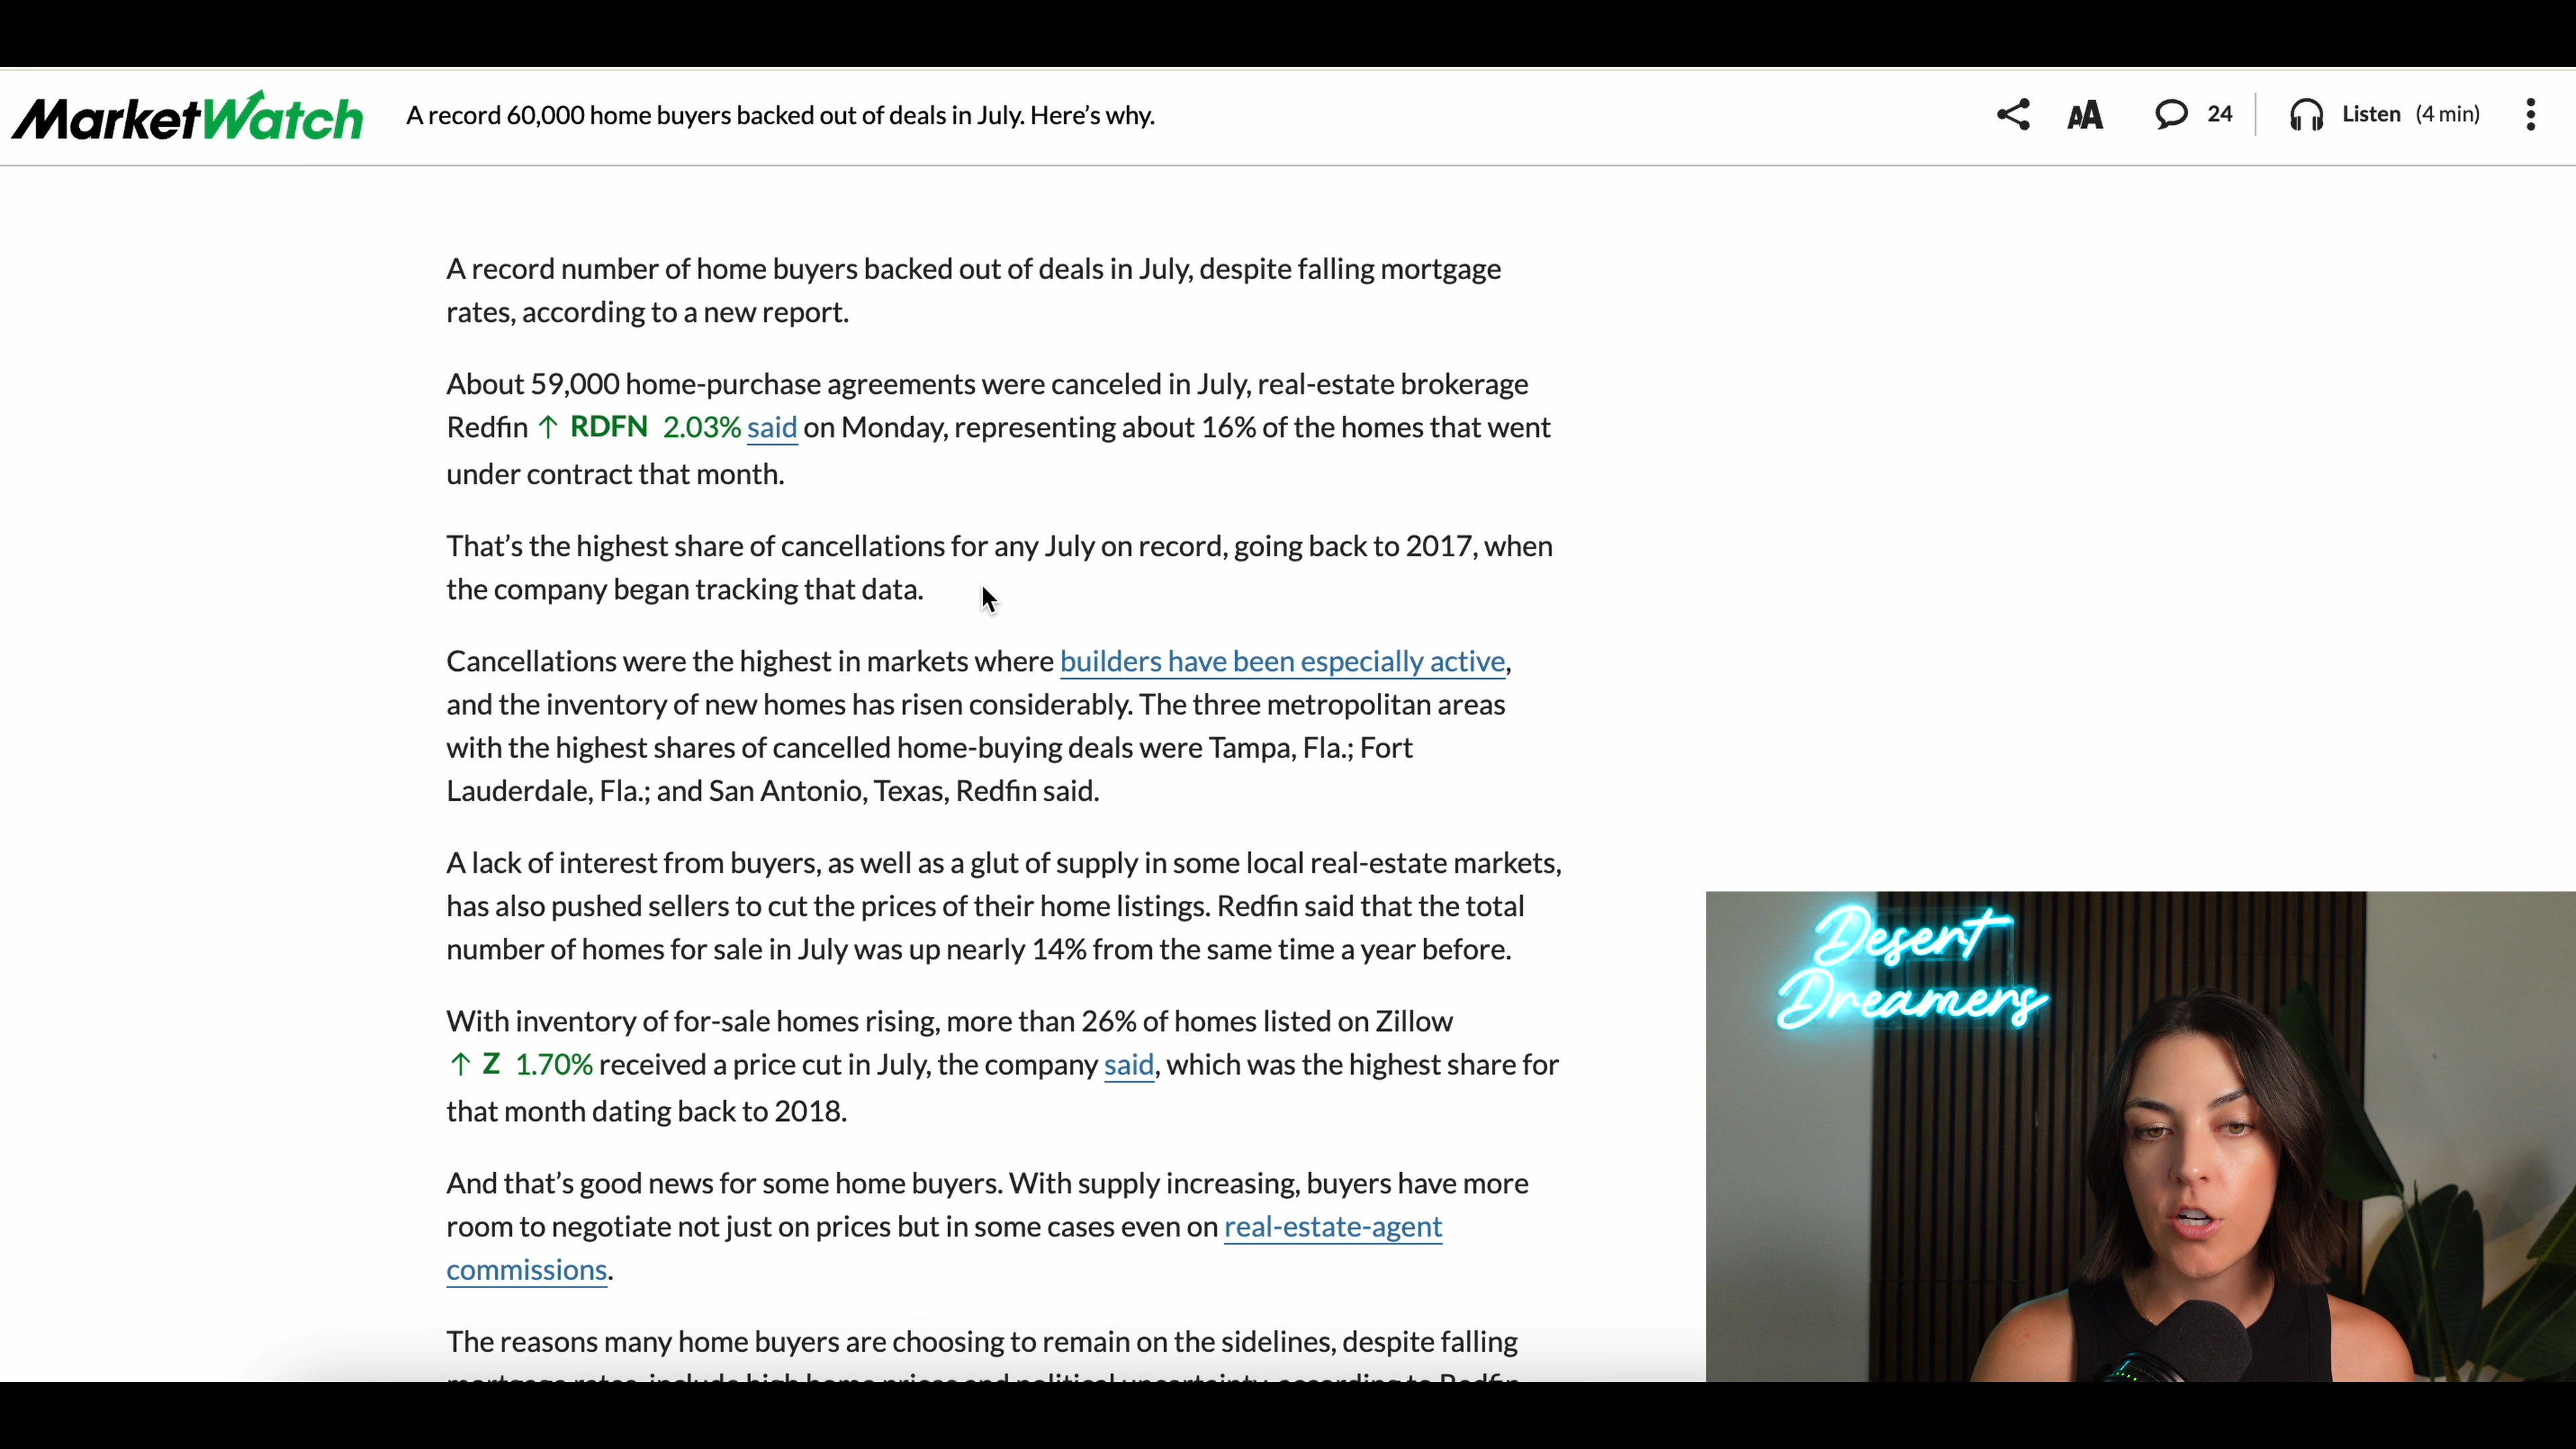 MarketWatch
A record 60,000 home buyers backed out of deals in July. Here’s why.
24
Listen (4 min)
A record number of home buyers backed out of deals in July, despite falling mortgage
rates, according to a new report.
About 59,000 home-purchase agreements were canceled in July, real-estate brokerage
Redfin ↑ RDFN 2.03% said on Monday, representing about 16% of the homes that went
under contract that month.
That’s the highest share of cancellations for any July on record, going back to 2017, when
the company began tracking that data.
Cancellations were the highest in markets where builders have been especially active,
and the inventory of new homes has risen considerably. The three metropolitan areas
with the highest shares of cancelled home-buying deals were Tampa, Fla.; Fort
Lauderdale, Fla.; and San Antonio, Texas, Redfin said.
A lack of interest from buyers, as well as a glut of supply in some local real-estate markets,
has also pushed sellers to cut the prices of their home listings. Redfin said that the total
number of homes for sale in July was up nearly 14% from the same time a year before.
With inventory of for-sale homes rising, more than 26% of homes listed on Zillow
↑ Z 1.70% received a price cut in July, the company said, which was the highest share for
that month dating back to 2018.
And that’s good news for some home buyers. With supply increasing, buyers have more
room to negotiate not just on prices but in some cases even on real-estate-agent
commissions.
The reasons many home buyers are choosing to remain on the sidelines, despite falling
mortgage rates, include high home prices and political uncertainty, according to Redfin
Desert
Dreamers